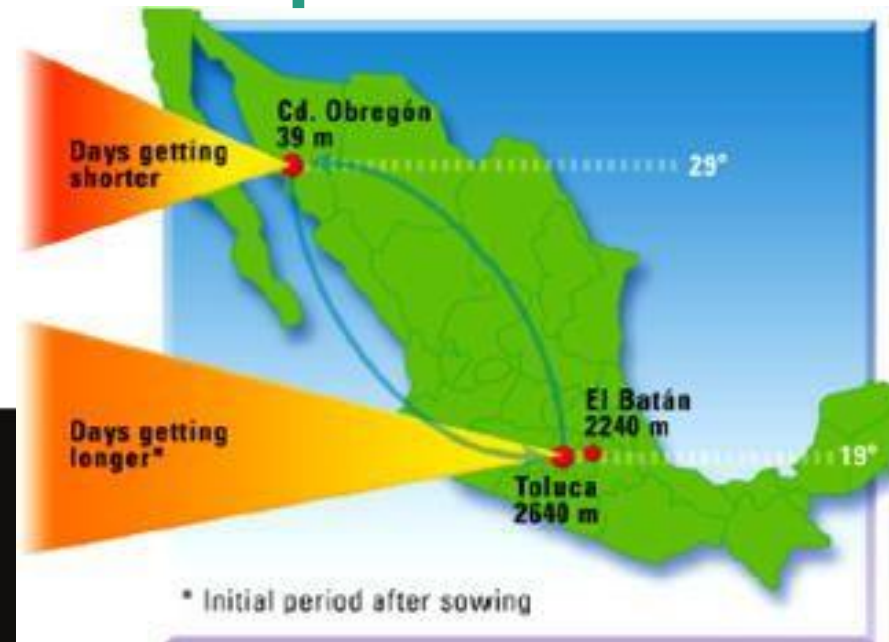 Cd. Obregón
39 m
Days getting
shorter
29°
Days getting
longer*
El Batán
2240 m
19°
Toluca
2640 m
* Initial period after sowing